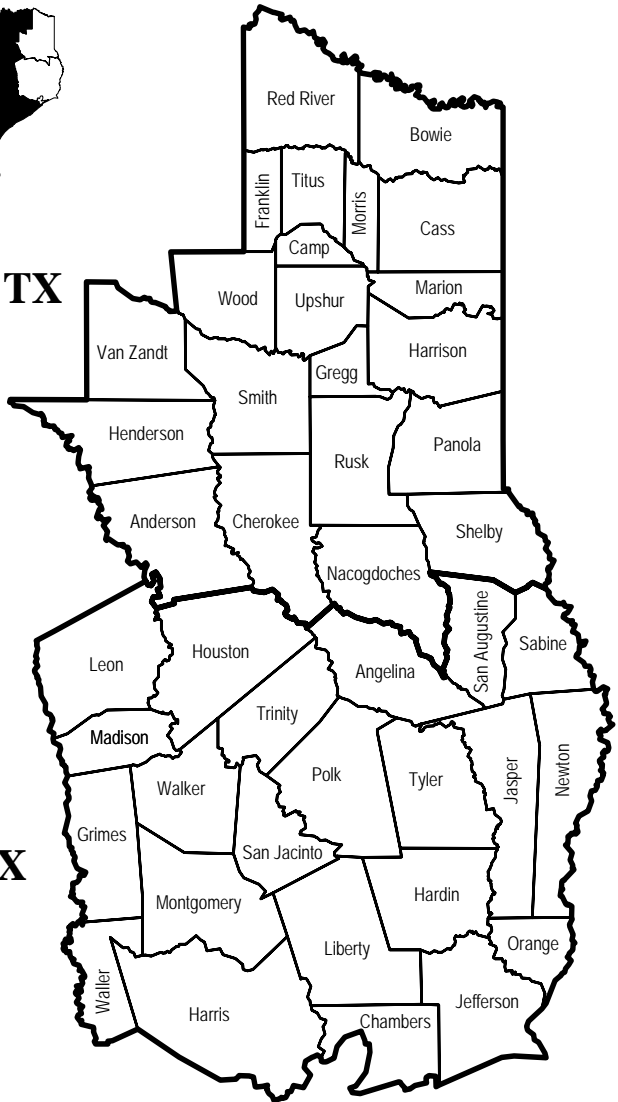 Red River
Bowie
Franklin
Titus
Morris
Cass
Camp
TX
Wood
Upshur
Marion
Van Zandt
Gregg
Harrison
Smith
Henderson
Rusk
Panola
Anderson
Cherokee
Shelby
Nacogdoches
San Augustine
Sabine
Leon
Houston
Angelina
Madison
Trinity
Walker
Polk
Tyler
Jasper
Newton
Grimes
San Jacinto
Montgomery
Hardin
Liberty
Orange
Waller
Harris
Chambers
Jefferson